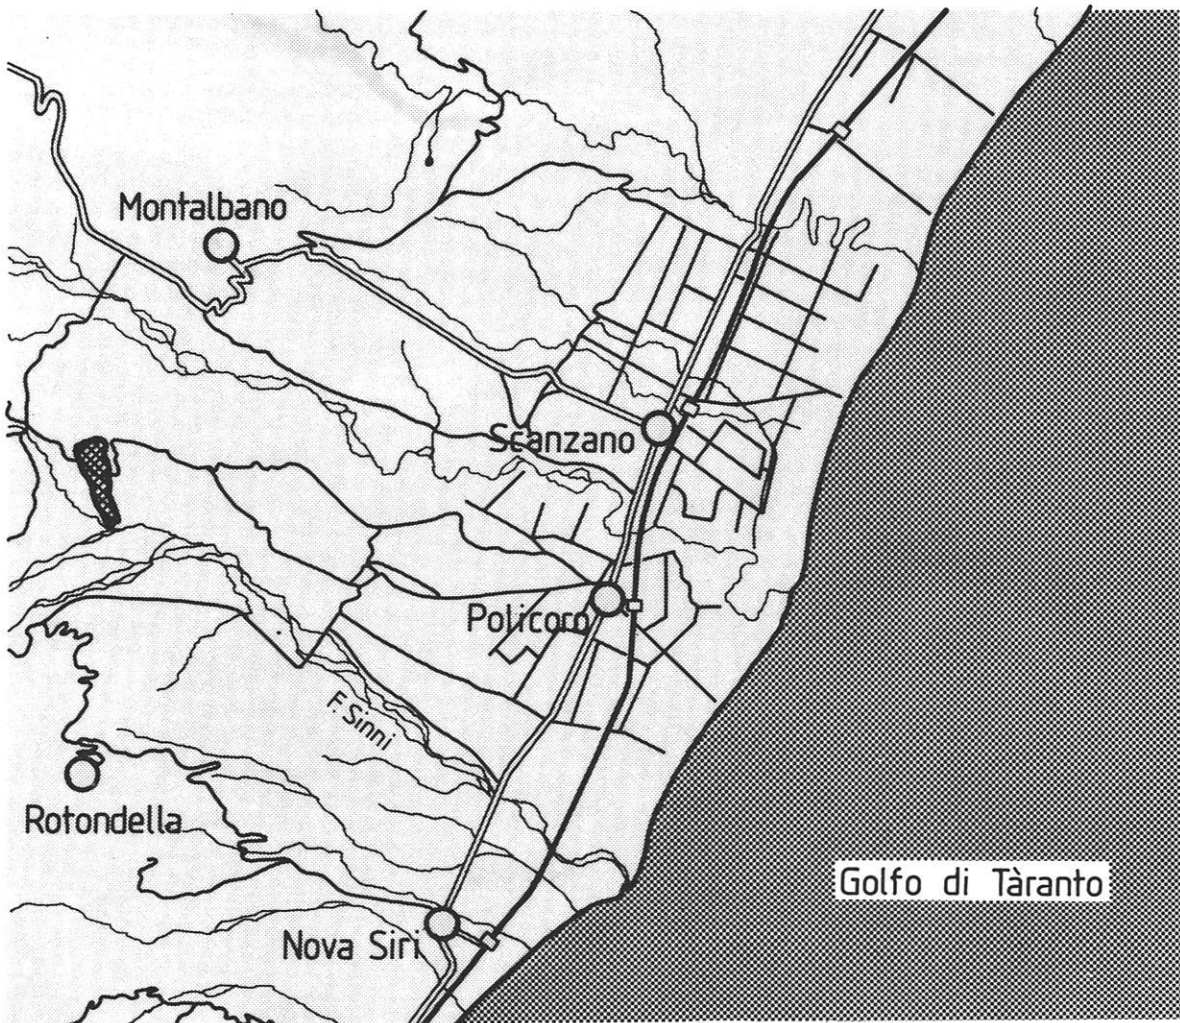 Montalbano
Scanzano
Policoro
F. Sinni
Rotondella
Golfo di Tàranto
Nova Siri